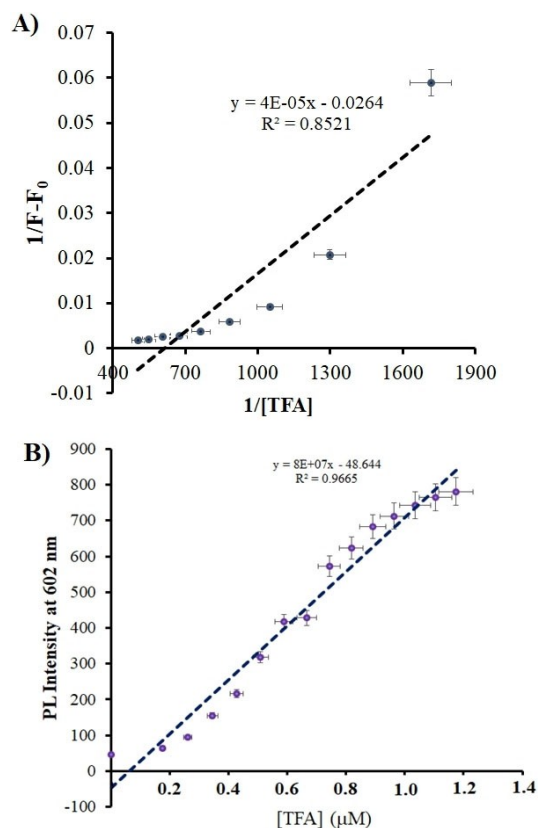 A)
0.07
0.06
0.05
0.04
0.03
0.02
0.01
0
-0.01
1/F-F0
y = 4E-05x - 0.0264
R² = 0.8521
400 700 1000 1300 1600 1900
1/[TFA]
B)
900
800
700
600
500
400
300
200
100
0
-100
PL Intensity at 602 nm
y = 8E+07x - 48.644
R² = 0.9665
0.2 0.4 0.6 0.8 1.0 1.2 1.4
[TFA] (μM)